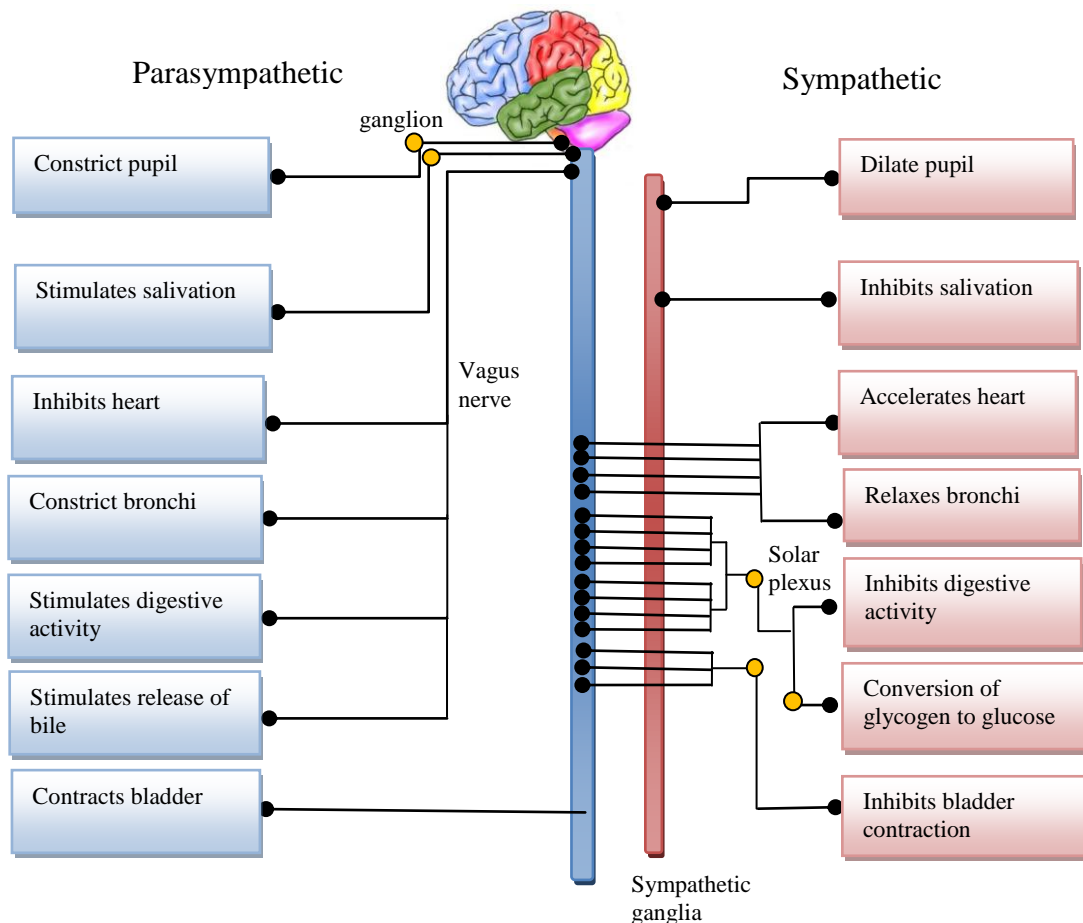 Parasympathetic
Sympathetic
ganglion
Constrict pupil
Dilate pupil
Stimulates salivation
Inhibits salivation
Vagus
nerve
Inhibits heart
Accelerates heart
Constrict bronchi
Relaxes bronchi
Solar
plexus
Stimulates digestive
activity
Inhibits digestive
activity
Stimulates release of
bile
Conversion of
glycogen to glucose
Contracts bladder
Inhibits bladder
contraction
Sympathetic
ganglia